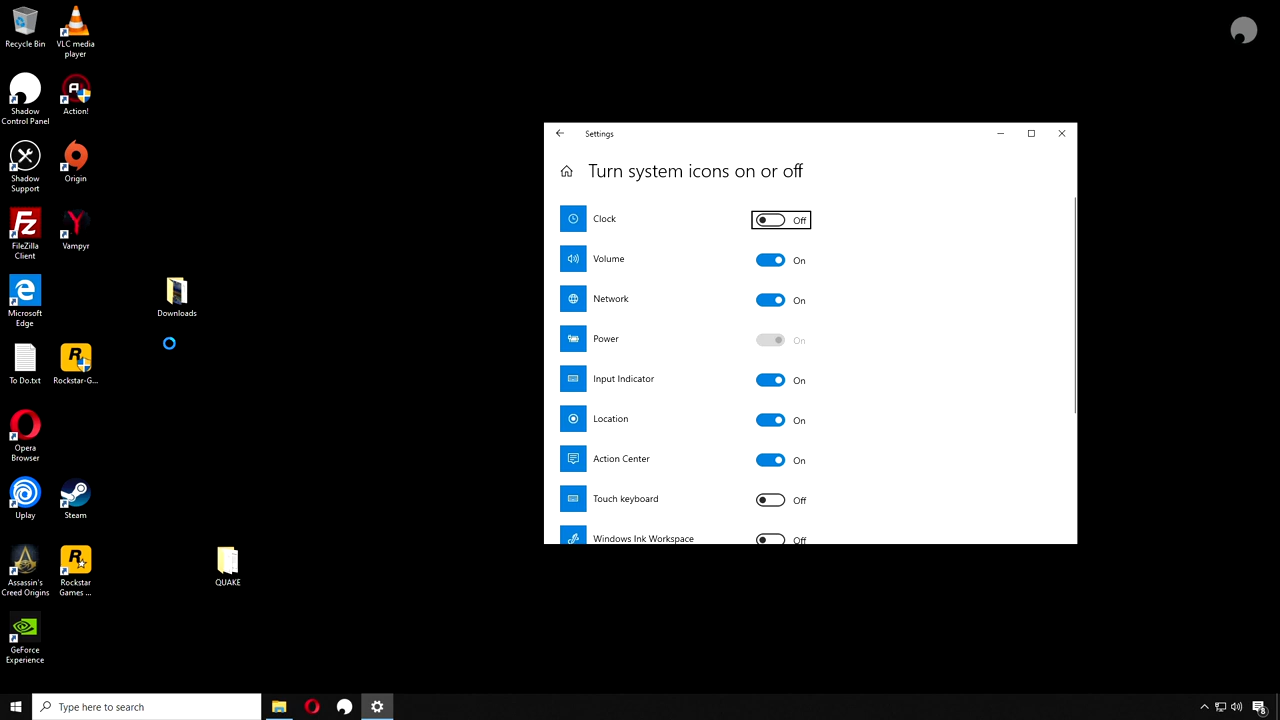 Recycle Bin
VLC media
player
Shadow
Control Panel
Action!
Shadow
Support
Origin
FileZilla
Client
Vampyr
Microsoft
Edge
Downloads
To Do.txt
Rockstar-G...
Opera
Browser
Uplay
Steam
Assassin's
Creed Origins
Rockstar
Games ...
QUAKE
GeForce
Experience
Settings
Turn system icons on or off
Clock
Off
Volume
On
Network
On
Power
On
Input Indicator
On
Location
On
Action Center
On
Touch keyboard
Off
Windows Ink Workspace
Off
Type here to search
8